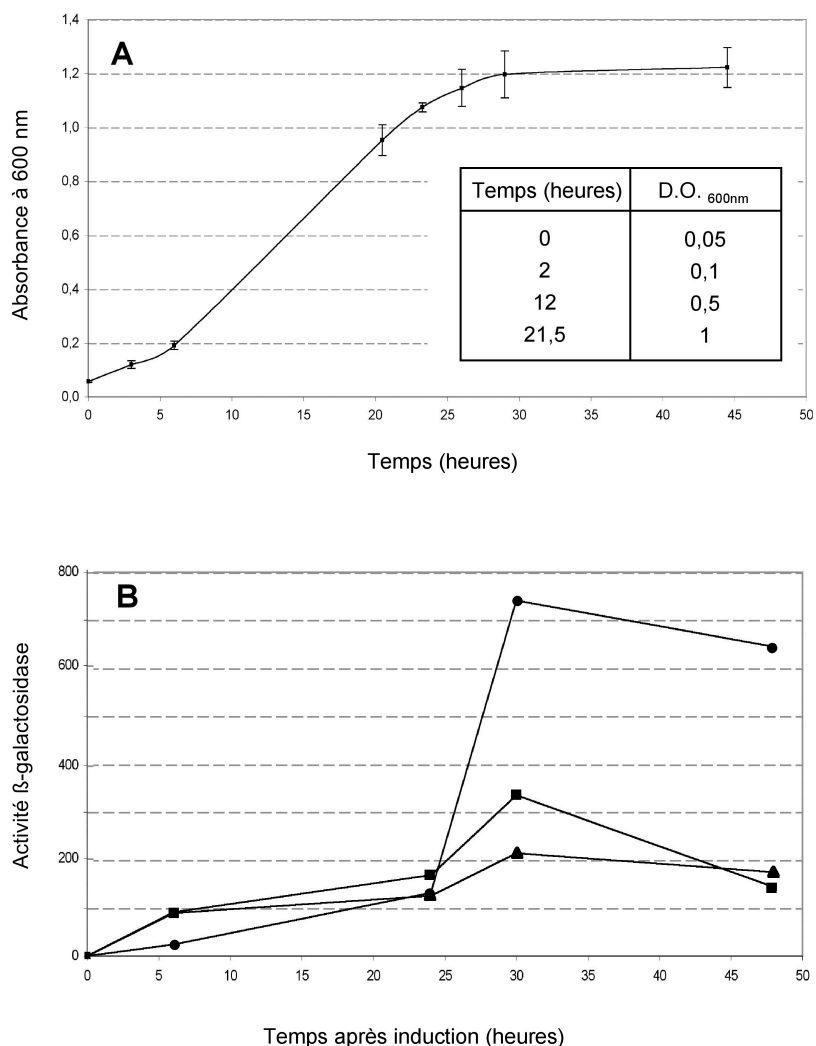 A
Absorbance à 600 nm
1,4
1,2
1,0
0,8
0,6
0,4
0,2
0,0
0 5 10 15 20 25 30 35 40 45 50
Temps (heures)
Temps (heures) D.O. 600nm
0 0,05
2 0,1
12 0,5
21,5 1
B
Activité ß-galactosidase
800
600
400
200
0
0 5 10 15 20 25 30 35 40 45 50
Temps après induction (heures)